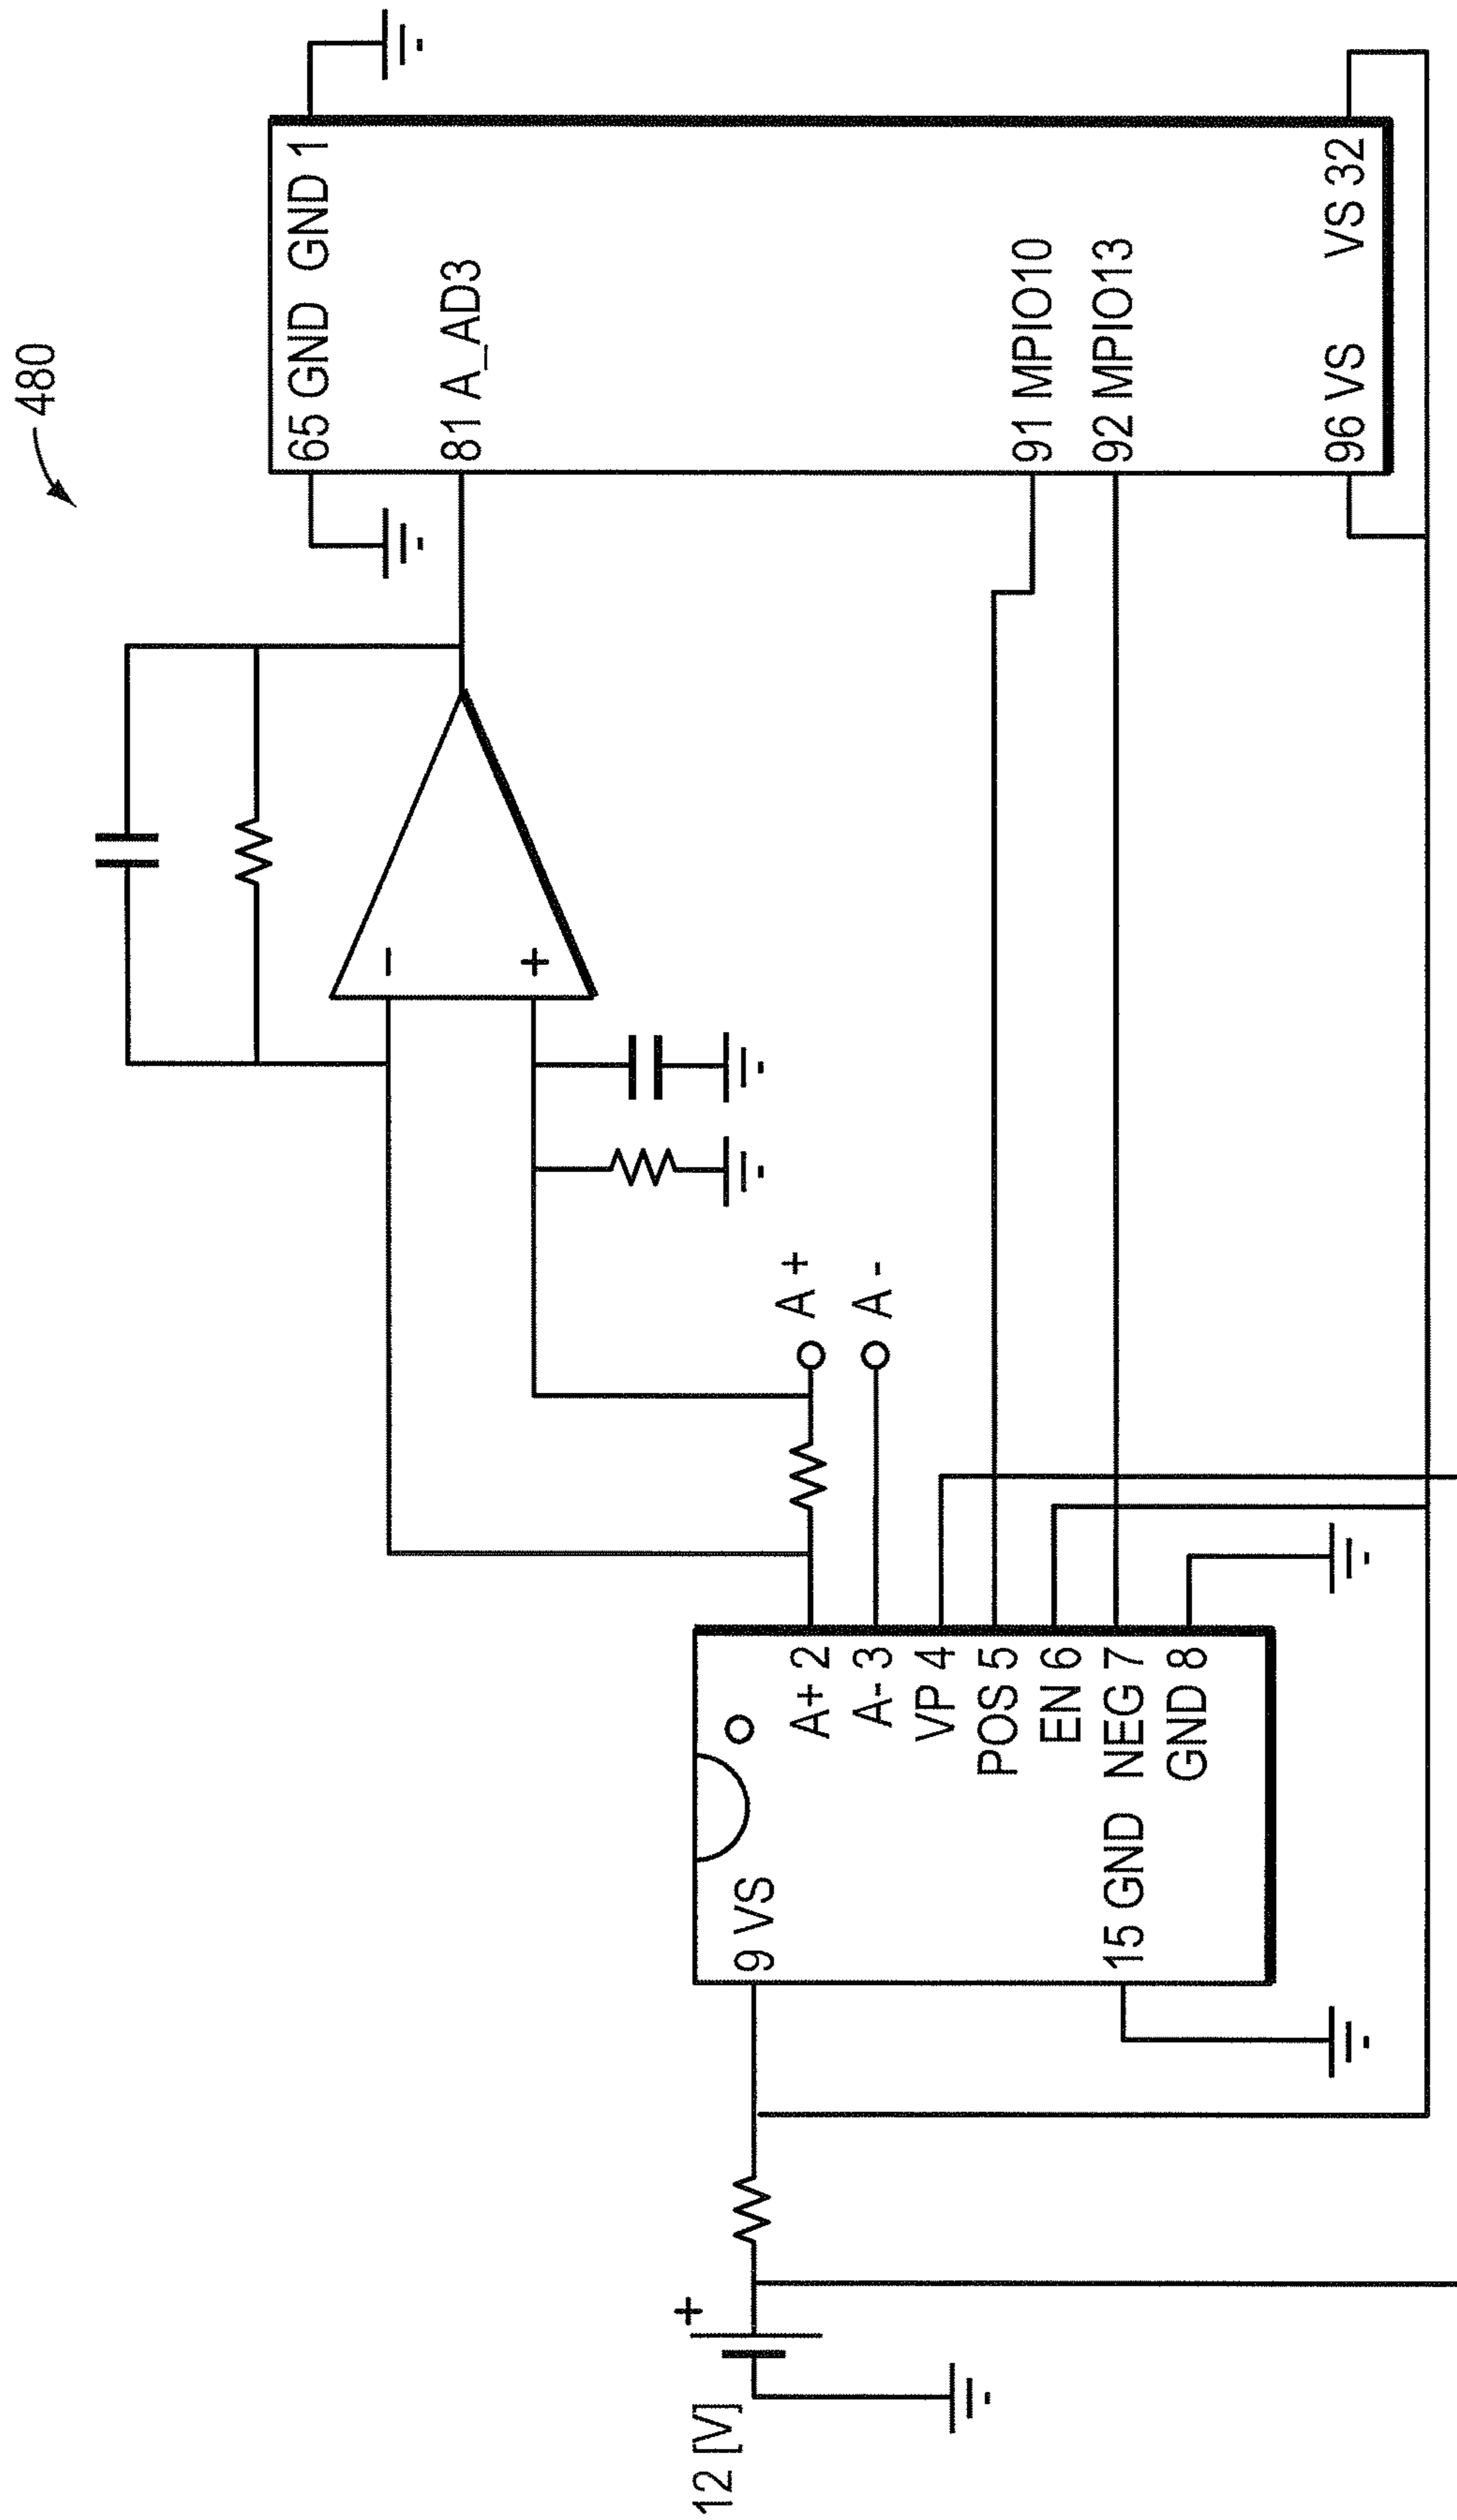 480
65 GND GND 1
81 A_AD3
91 MPIO10
92 MPIO13
96 VS VS 32
−
+
A +
A -
12 [V]
+
9 VS
A+ 2
A- 3
VP 4
POS 5
EN 6
15 GND NEG 7
GND 8